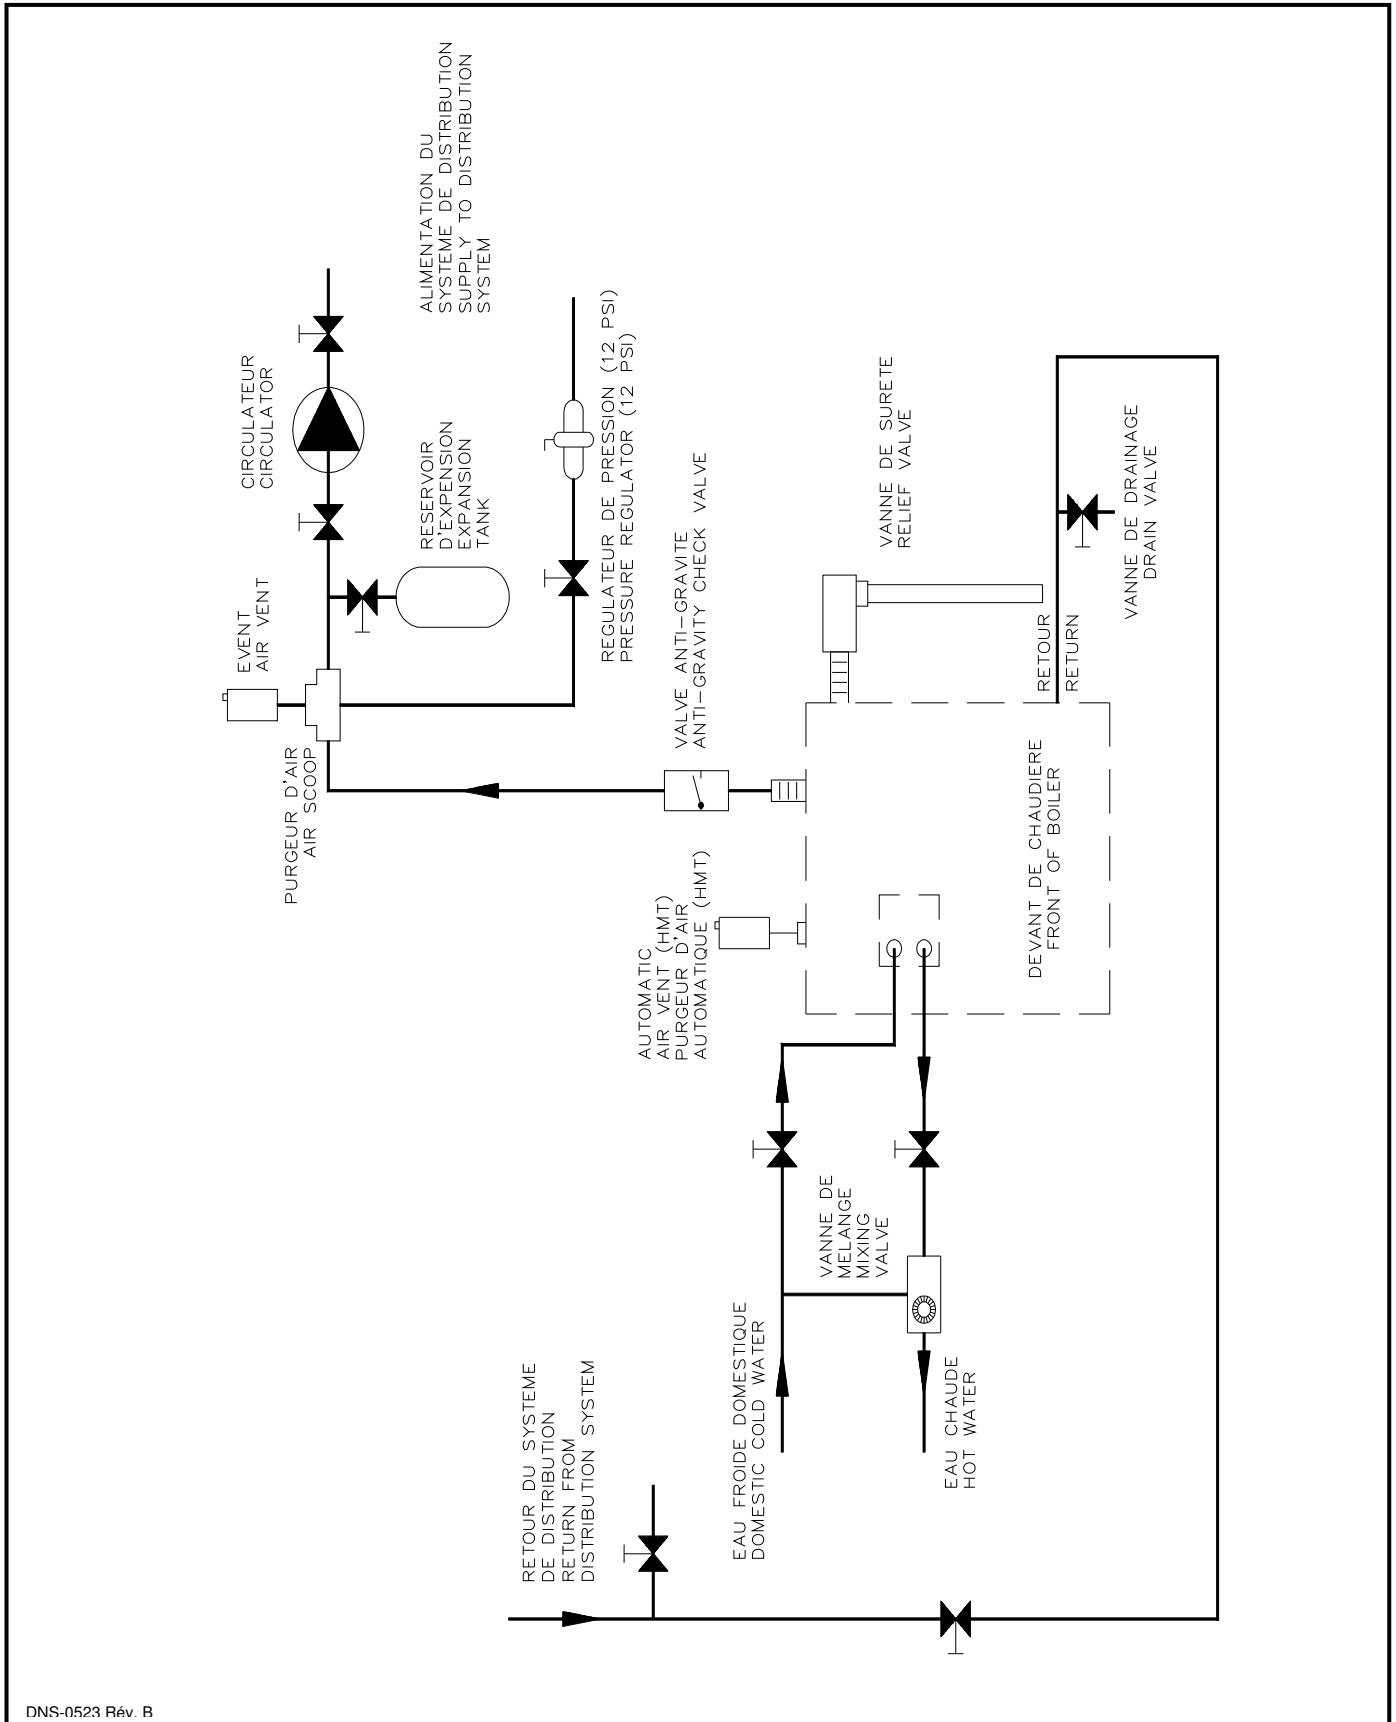 ALIMENTATION DU
SYSTEME DE DISTRIBUTION
SUPPLY TO DISTRIBUTION
SYSTEM
CIRCULATEUR
CIRCULATOR
RESERVOIR
D'EXPENSION
EXPANSION
TANK
REGULATEUR DE PRESSION (12 PSI)
PRESSURE REGULATOR (12 PSI)
EVENT
AIR VENT
PURGEUR D'AIR
AIR SCOOP
VALVE ANTI-GRAVITE
ANTI-GRAVITY CHECK VALVE
VANNE DE SURETE
RELIEF VALVE
VANNE DE DRAINAGE
DRAIN VALVE
RETOUR
RETURN
AUTOMATIC
AIR VENT (HMT)
PURGEUR D'AIR
AUTOMATIQUE (HMT)
DEVANT DE CHAUDIERE
FRONT OF BOILER
VANNE DE
MELANGE
MIXING
VALVE
EAU FROIDE DOMESTIQUE
DOMESTIC COLD WATER
EAU CHAUDE
HOT WATER
RETOUR DU SYSTEME
DE DISTRIBUTION
RETURN FROM
DISTRIBUTION SYSTEM
DNS-0523 Rév. B